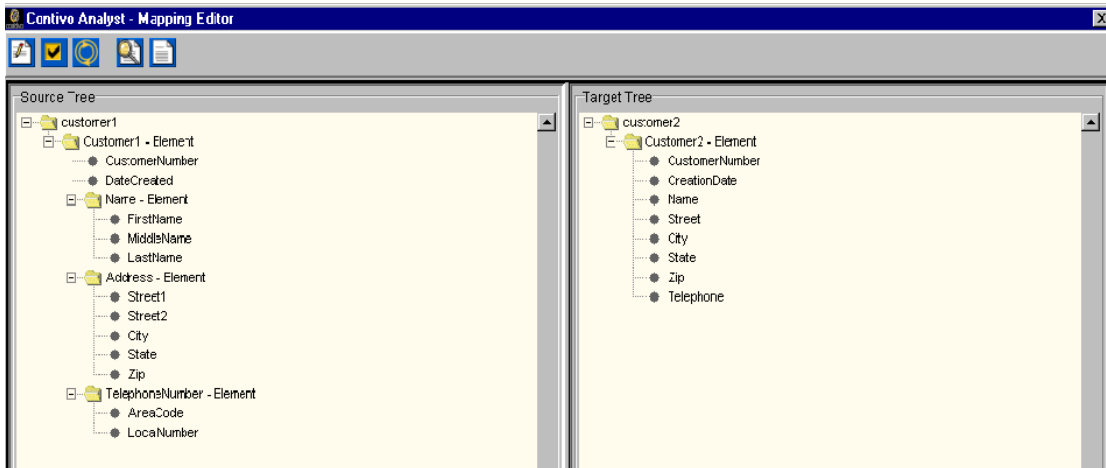 Contivo Analyst - Mapping Editor
Source Tree
customer1
Customer1 - Element
CustomerNumber
DateCreated
Name - Element
FirstName
MiddleName
LastName
Address - Element
Street1
Street2
City
State
Zip
TelephoneNumber - Element
AreaCode
LocalNumber
Target Tree
customer2
Customer2 - Element
CustomerNumber
CreationDate
Name
Street
City
State
Zip
Telephone